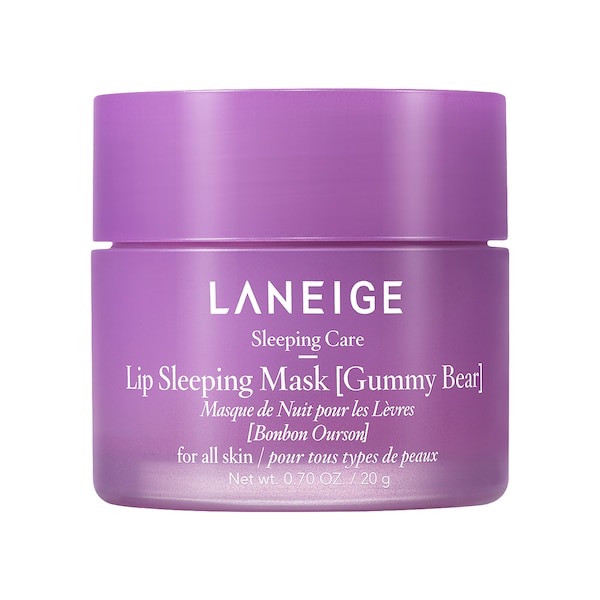 LANEIGE
Sleeping Care
Lip Sleeping Mask [Gummy Bear]
Masque de Nuit pour les Lèvres
[Bonbon Ourson]
for all skin / pour tous types de peaux
Net wt. 0.70 OZ. / 20 g